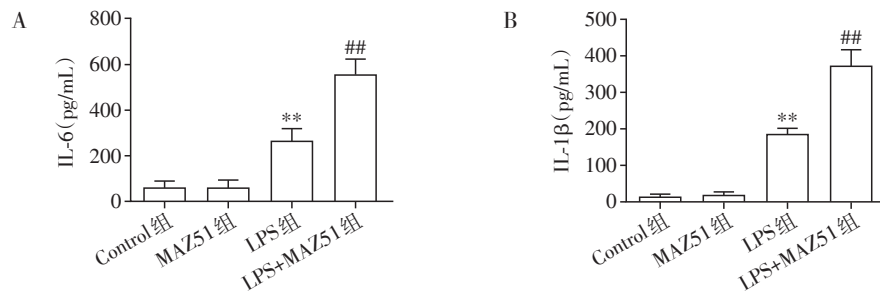 A
IL-6(pg/mL)
800
600
400
200
0
**
##
Control组
MAZ51组
LPS组
LPS+MAZ51组
B
IL-1β(pg/mL)
500
400
300
200
100
0
**
##
Control组
MAZ51组
LPS组
LPS+MAZ51组